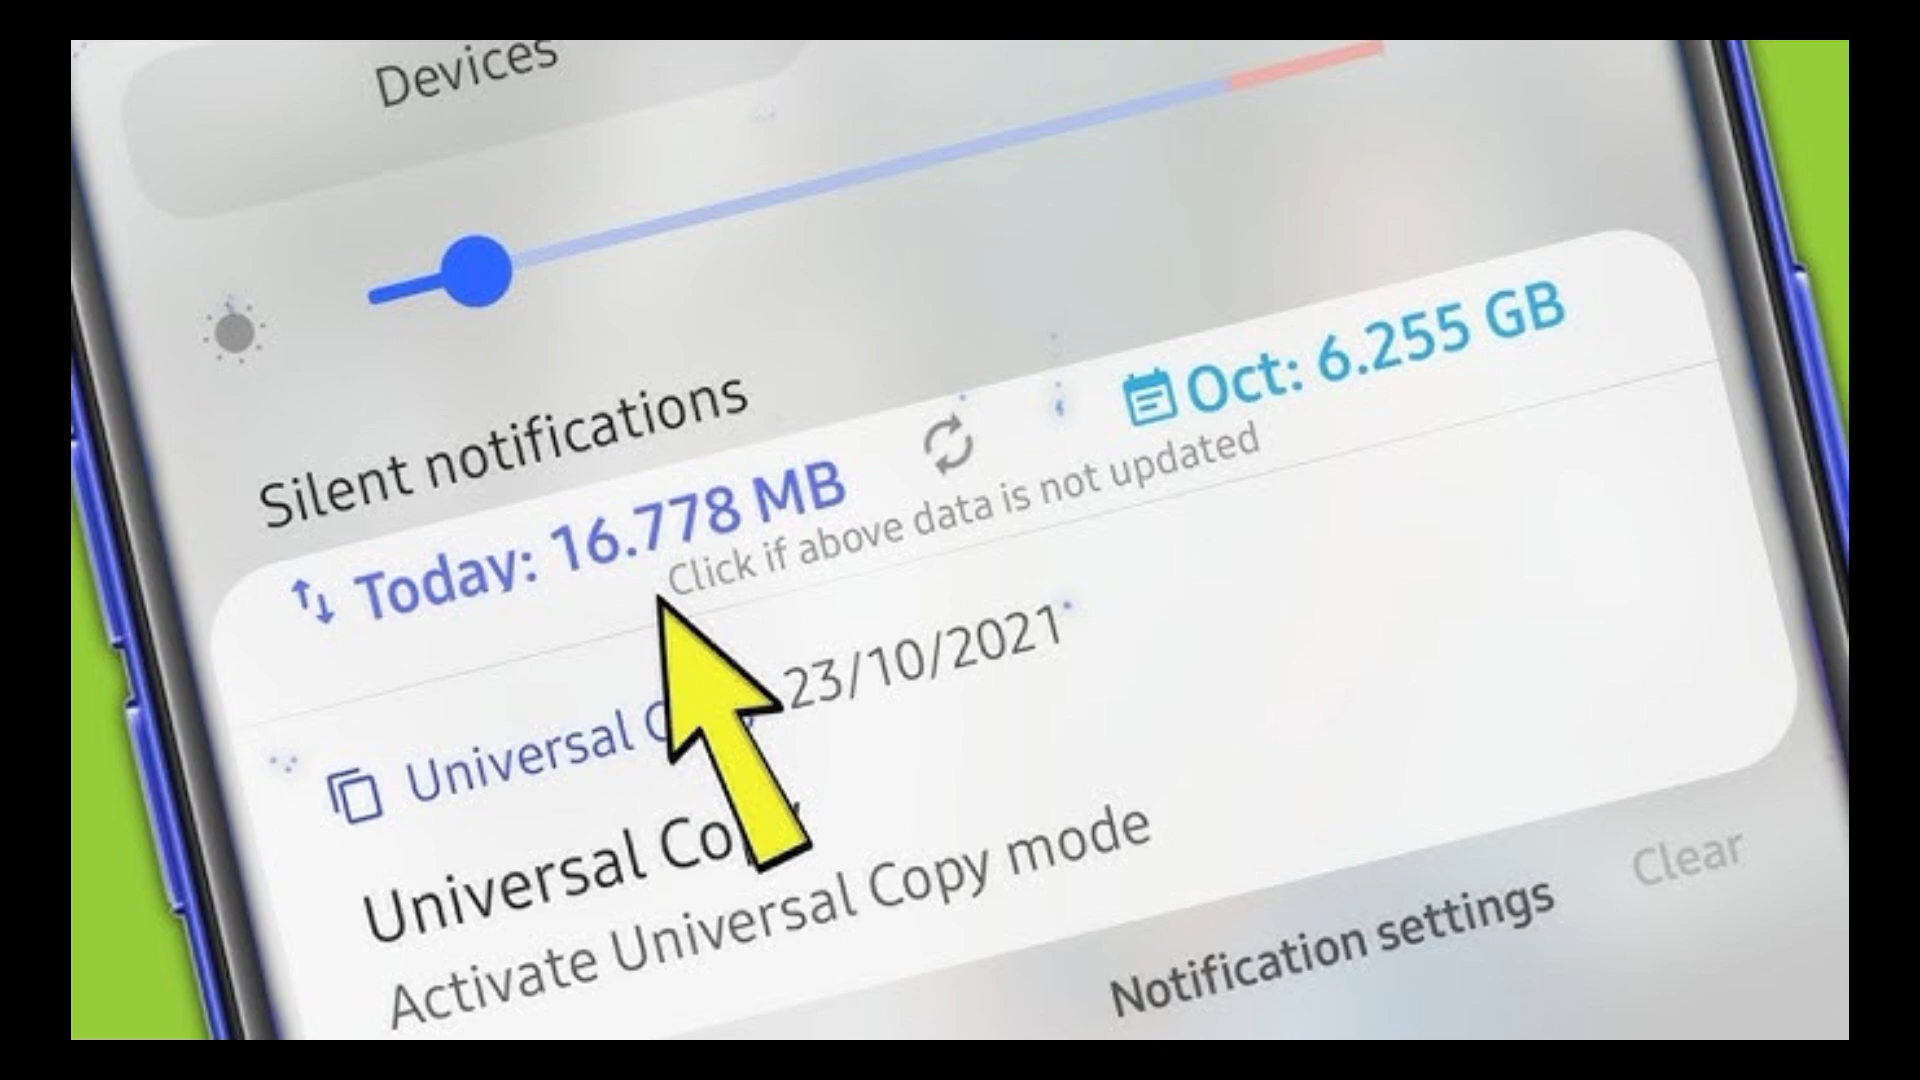 Devices
Silent notifications
Today: 16.778 MB
Oct: 6.255 GB
Click if above data is not updated
Universal 23/10/2021
Universal
Activate Universal Copy mode
Notification settings
Clear